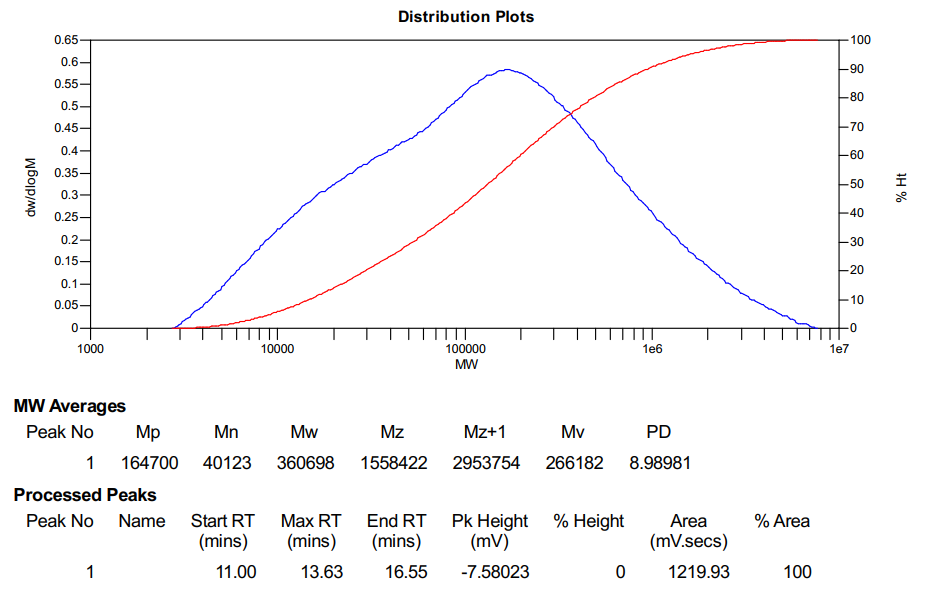 Distribution Plots
0.65
0.6
0.55
0.5
0.45
0.4
0.35
0.3
0.25
0.2
0.15
0.1
0.05
0
dw/dlogM
100
90
80
70
60
50
40
30
20
10
0
% Ht
1000 10000 100000 1e6 1e7
MW
MW Averages
Peak No Mp Mn Mw Mz Mz+1 Mv PD
1 164700 40123 360698 1558422 2953754 266182 8.98981
Processed Peaks
Peak No Name Start RT Max RT End RT Pk Height % Height Area % Area
(mins) (mins) (mins) (mV) (mV.secs)
1 11.00 13.63 16.55 -7.58023 0 1219.93 100